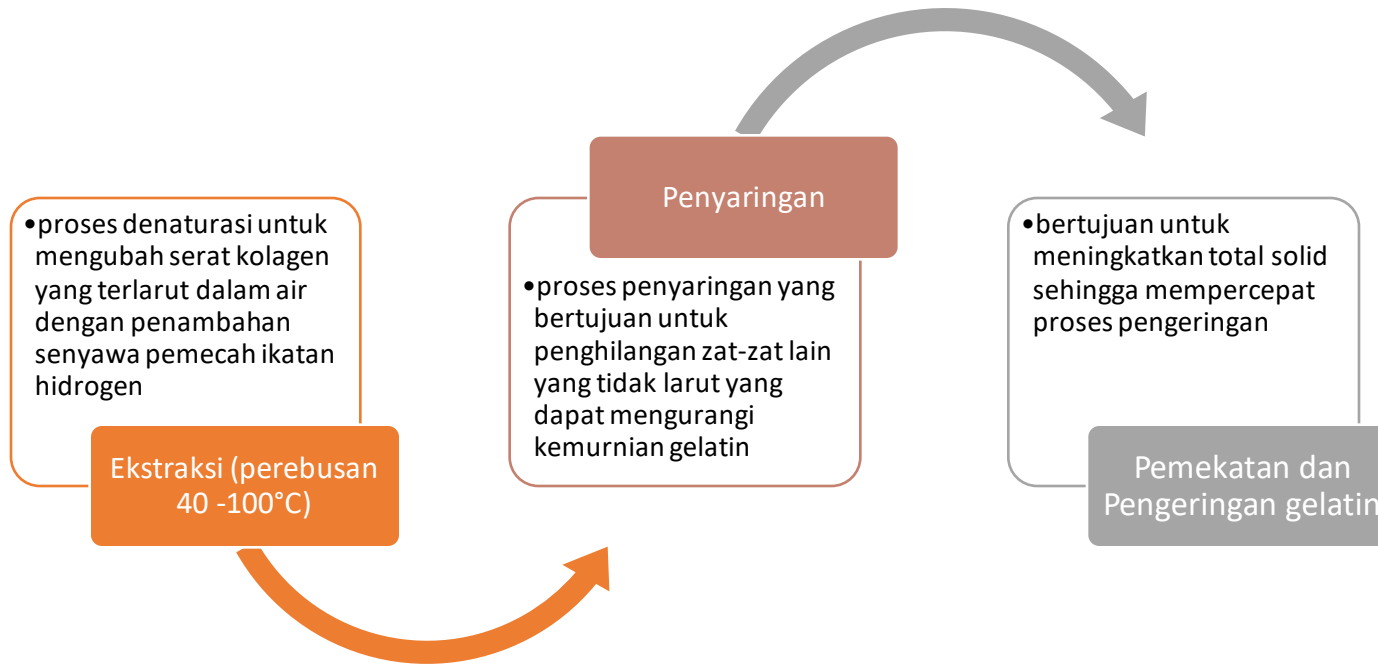 •proses denaturasi untuk
mengubah serat kolagen
yang terlarut dalam air
dengan penambahan
senyawa pemecah ikatan
hidrogen
Ekstraksi (perebusan
40 -100°C)
Penyaringan
•proses penyaringan yang
bertujuan untuk
penghilangan zat-zat lain
yang tidak larut yang
dapat mengurangi
kemurnian gelatin
•bertujuan untuk
meningkatkan total solid
sehingga mempercepat
proses pengeringan
Pemekatan dan
Pengeringan gelatin